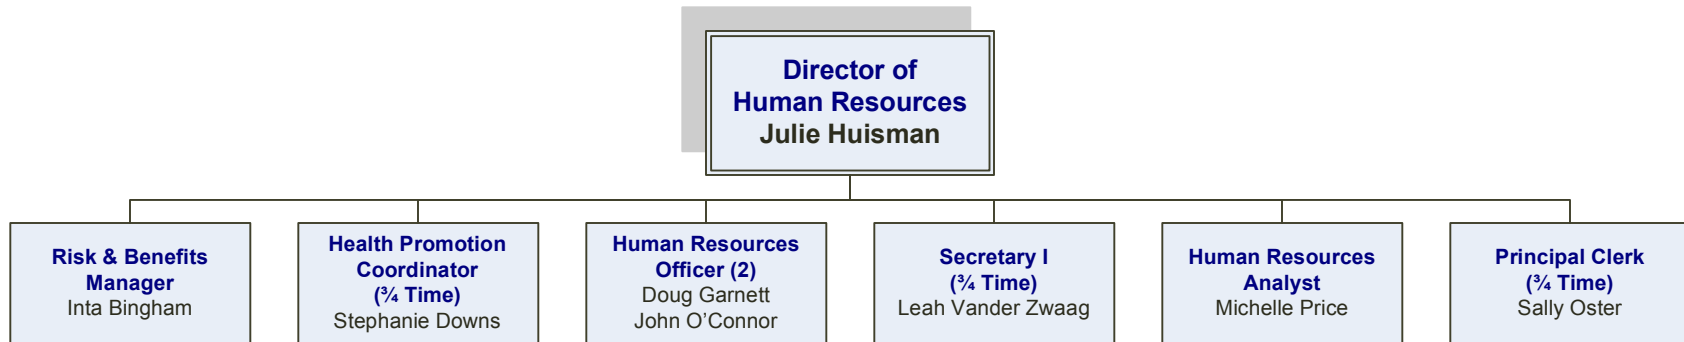 Director of
Human Resources
Julie Huisman
Risk & Benefits
Manager
Inta Bingham
Health Promotion
Coordinator
(¾ Time)
Stephanie Downs
Human Resources
Officer (2)
Doug Garnett
John O’Connor
Secretary I
(¾ Time)
Leah Vander Zwaag
Human Resources
Analyst
Michelle Price
Principal Clerk
(¾ Time)
Sally Oster